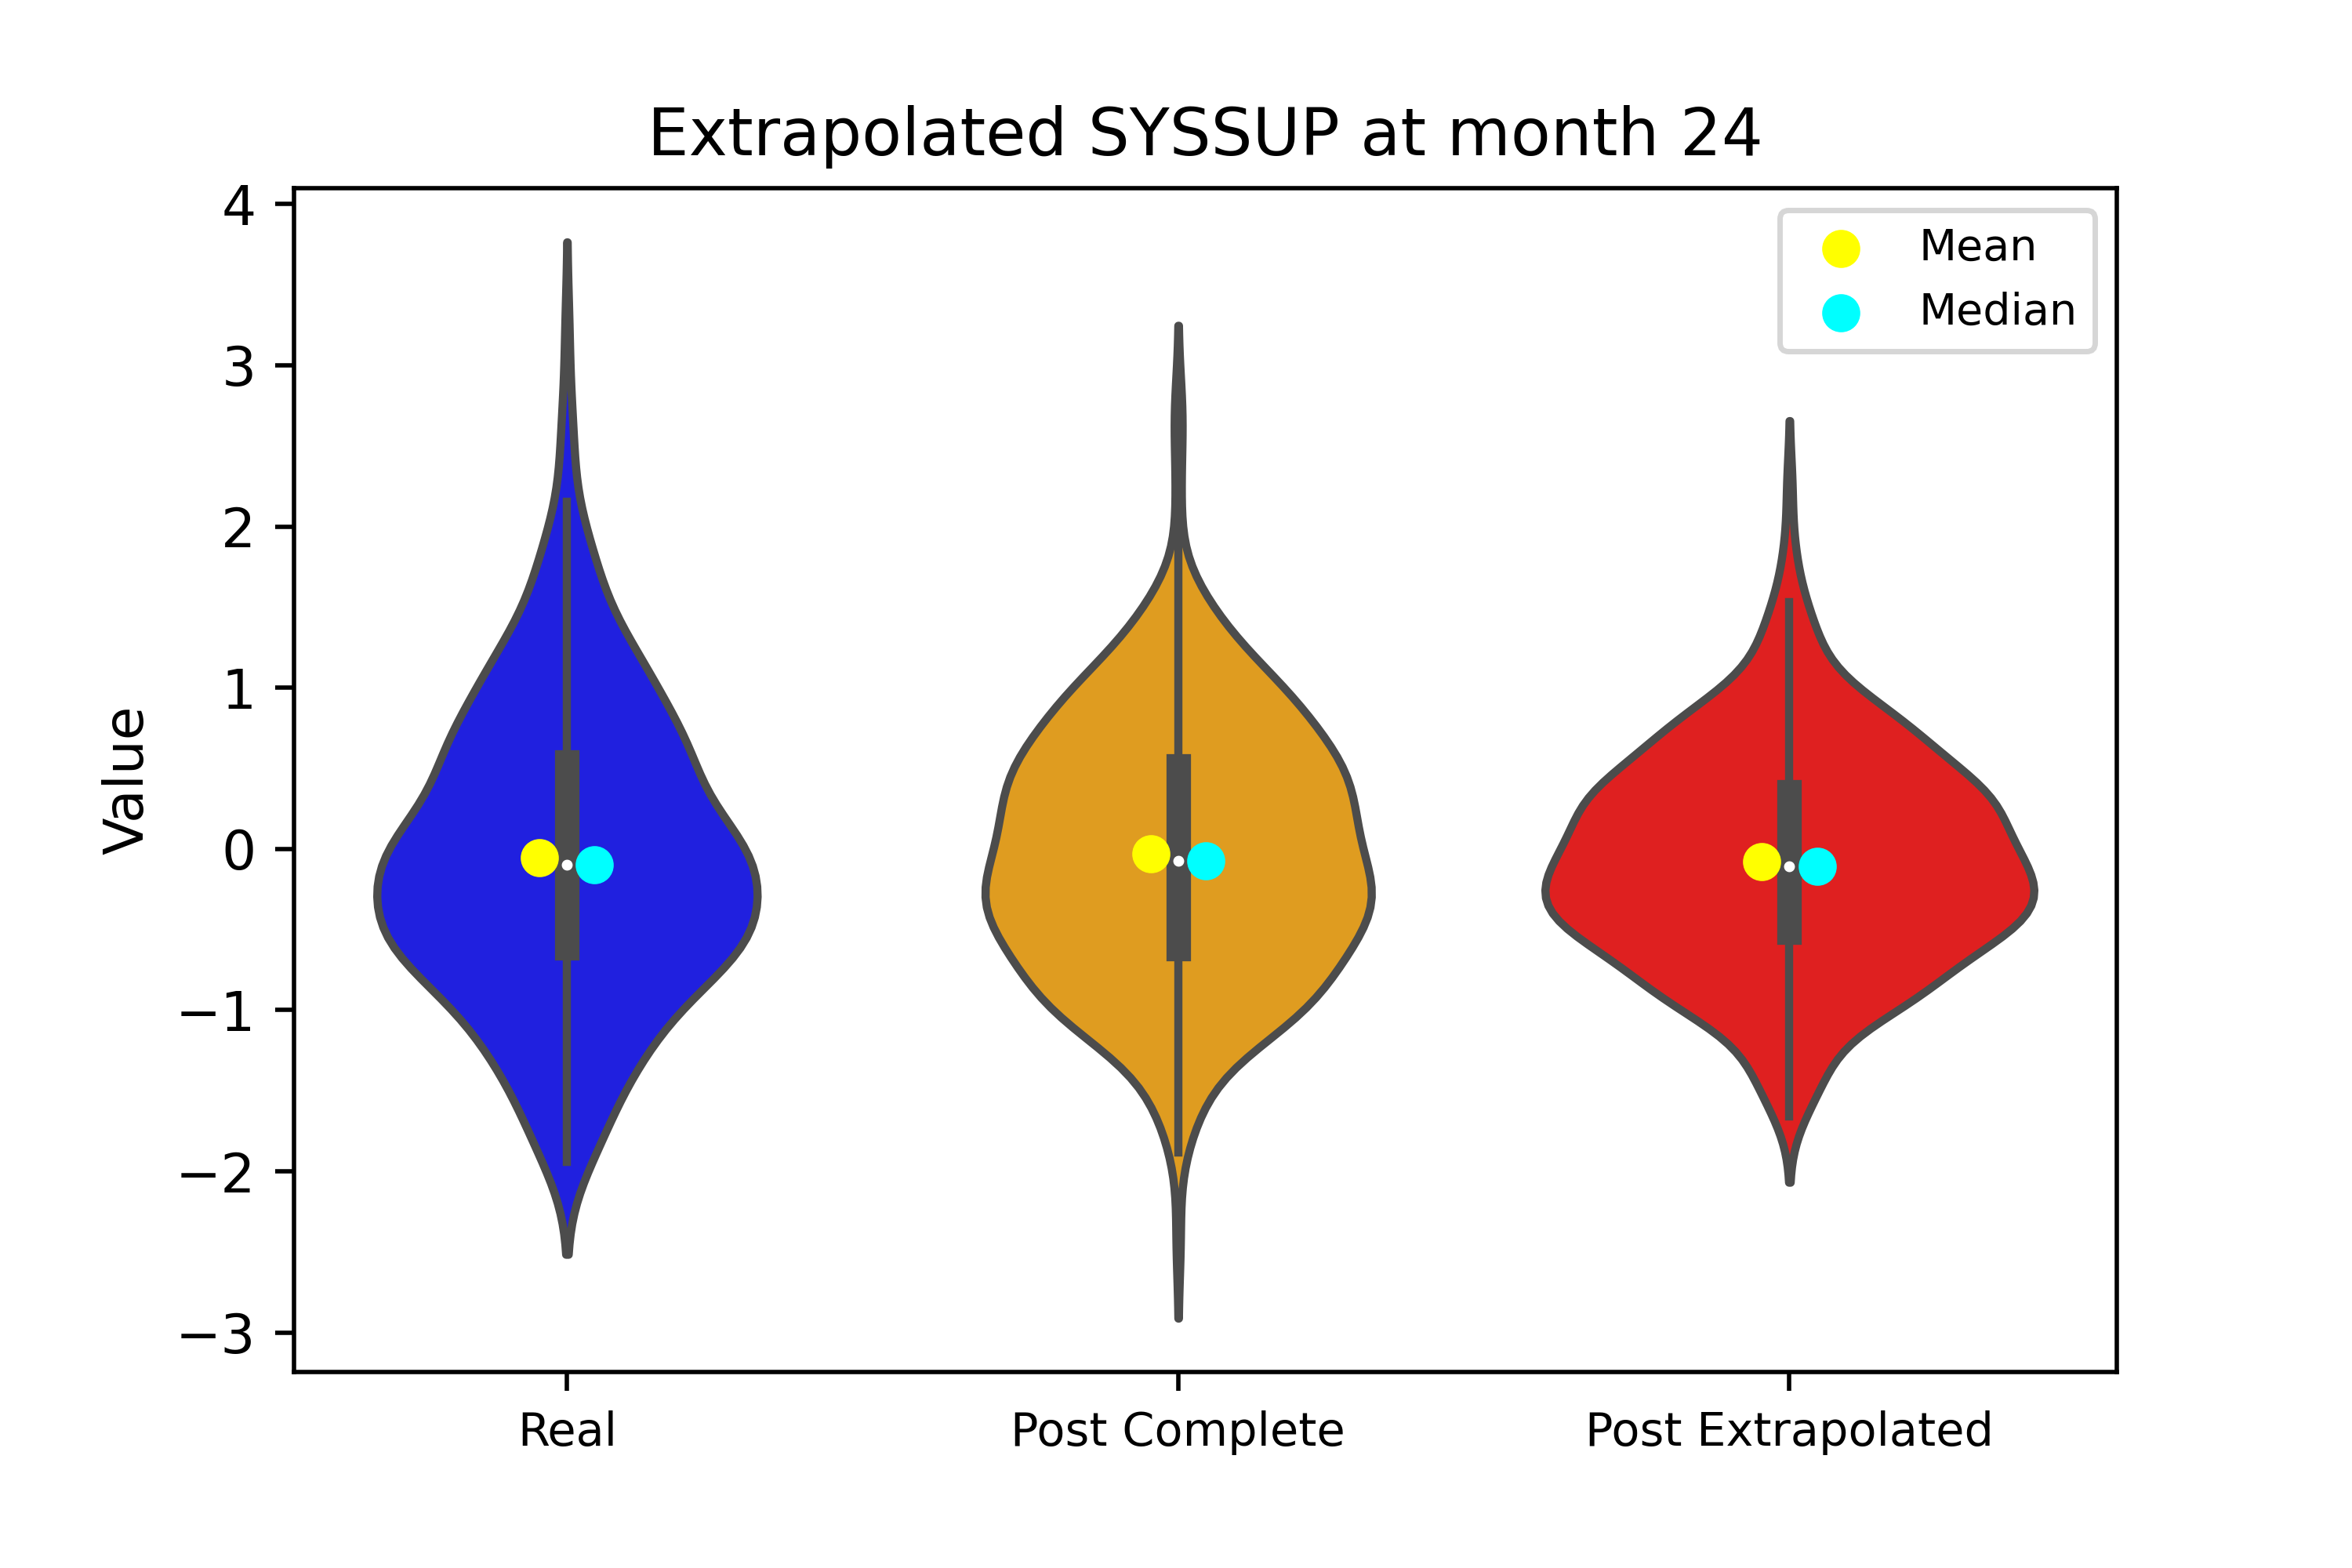 Extrapolated SYSSUP at month 24
Mean
Median
4
3
2
1
0
−1
−2
−3
Value
Real
Post Complete
Post Extrapolated